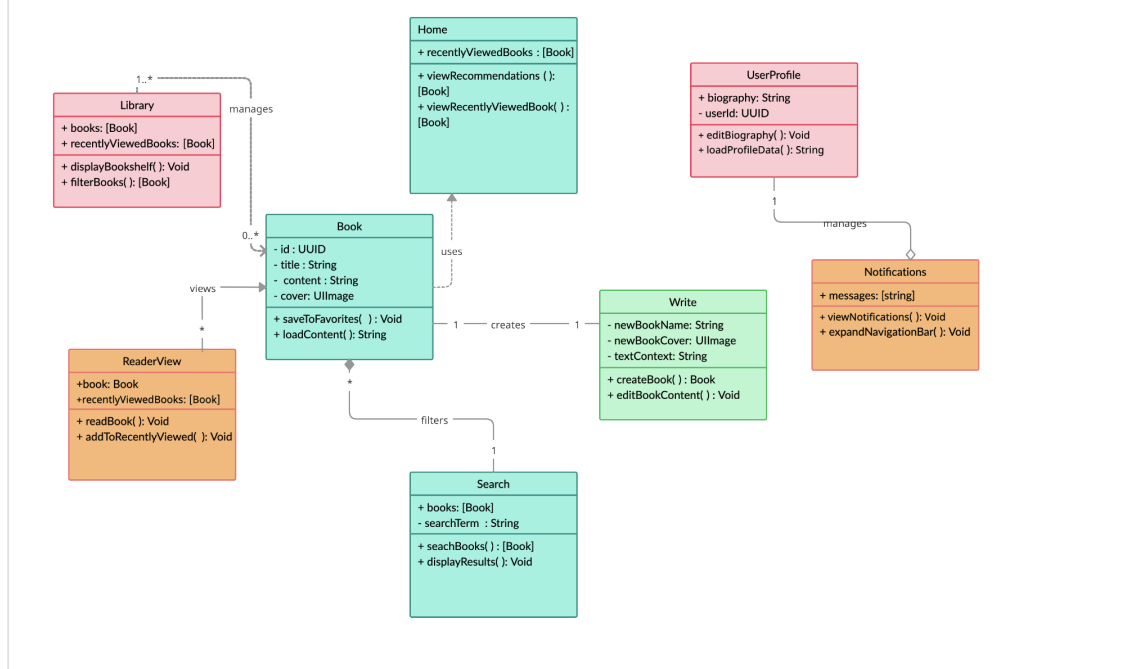 Home
+ recentlyViewedBooks : [Book]
+ viewRecommendations ( ):
[Book]
+ viewRecentlyViewedBook( ) :
[Book]
UserProfile
+ biography: String
- userId: UUID
+ editBiography( ): Void
+ loadProfileData( ): String
1..*
manages
0..*
Library
+ books: [Book]
+ recentlyViewedBooks: [Book]
+ displayBookshelf( ): Void
+ filterBooks( ): [Book]
1
manages
Book
- id : UUID
- title : String
-  content : String
- cover: UIImage
+ saveToFavorites(  ) : Void
+ loadContent( ): String
uses
Notifications
+ messages: [string]
+ viewNotifications( ): Void
+ expandNavigationBar( ): Void
views
*
1
creates
1
Write
- newBookName: String
- newBookCover: UIImage
- textContext: String
+ createBook( ) : Book
+ editBookContent( ) : Void
ReaderView
+book: Book
+recentlyViewedBooks: [Book]
+ readBook( ): Void
+ addToRecentlyViewed(  ): Void
*
filters
1
Search
+ books: [Book]
- searchTerm  : String
+ seachBooks( ) : [Book]
+ displayResults( ): Void